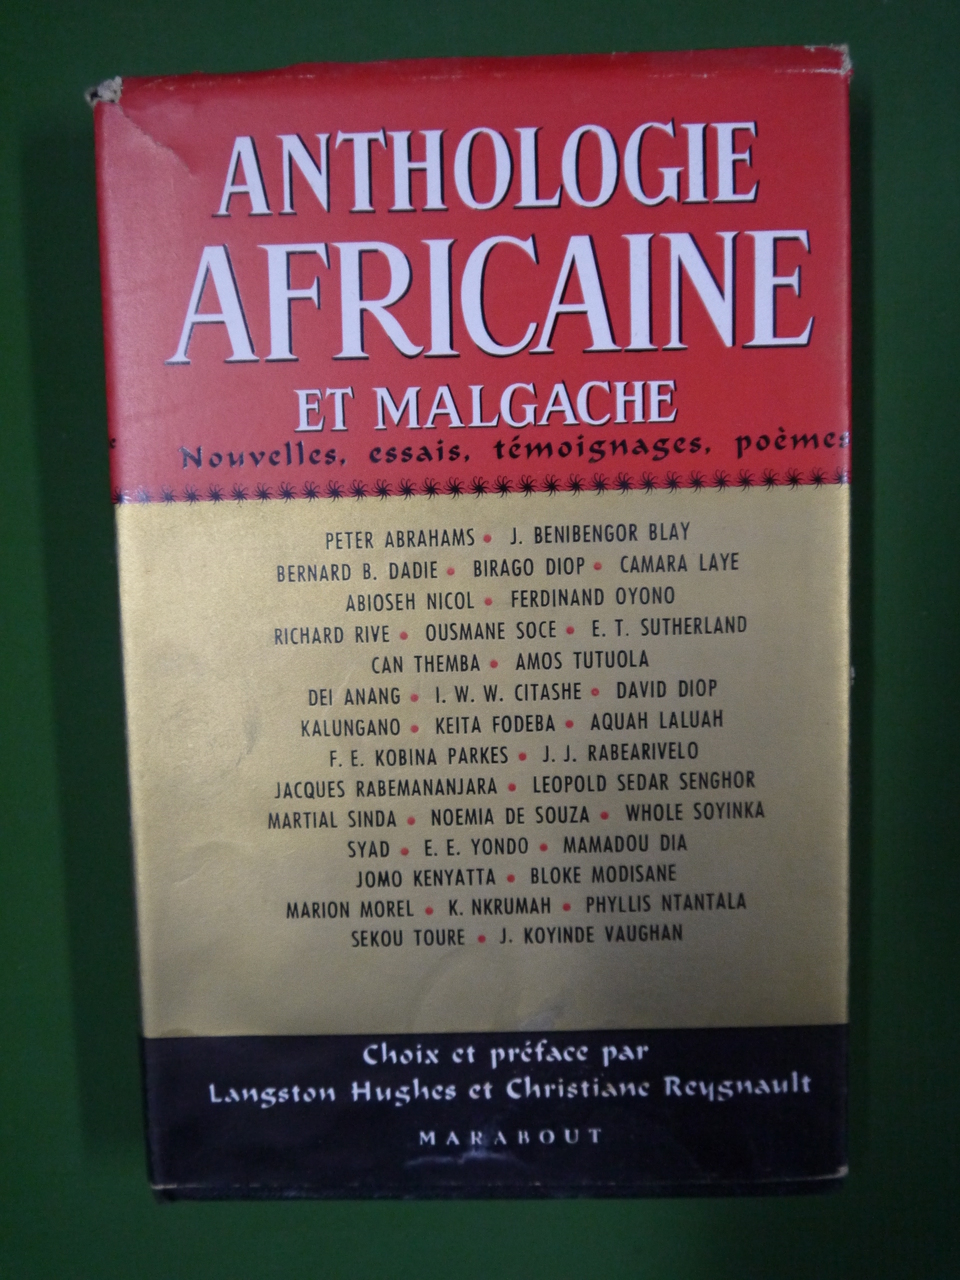 ANTHOLOGIE
AFRICAINE
ET MALGACHE
Nouvelles, essais, témoignages, poèmes
PETER ABRAHAMS • J. BENIBENGOR BLAY
BERNARD B. DADIE • BIRAGO DIOP • CAMARA LAYE
ABIOSEH NICOL • FERDINAND OYONO
RICHARD RIVE • OUSMANE SOCE • E. T. SUTHERLAND
CAN THEMBA • AMOS TUTUOLA
DEI ANANG • I. W. W. CITASHE • DAVID DIOP
KALUNGANO • KEITA FODEBA • AQUAH LALUAH
F. E. KOBINA PARKES • J. J. RABEARIVELO
JACQUES RABEMANANJARA • LEOPOLD SEDAR SENGHOR
MARTIAL SINDA • NOEMIA DE SOUZA • WHOLE SOYINKA
SYAD • E. E. YONDO • MAMADOU DIA
JOMO KENYATTA • BLOKE MODISANE
MARION MOREL • K. NKRUMAH • PHYLLIS NTANTALA
SEKOU TOURE • J. KOYINDE VAUGHAN
Choix et préface par
Langston Hughes et Christiane Reygnault
MARABOUT